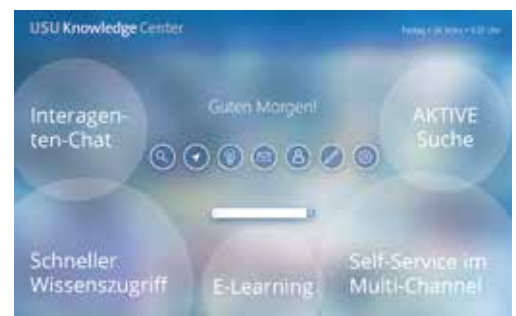 USU Knowledge Center
Guten Morgen!
Interagen-
ten-Chat
AKTIVE
Suche
Schneller
Wissenszugriff
E-Learning
Self-Service im
Multi-Channel